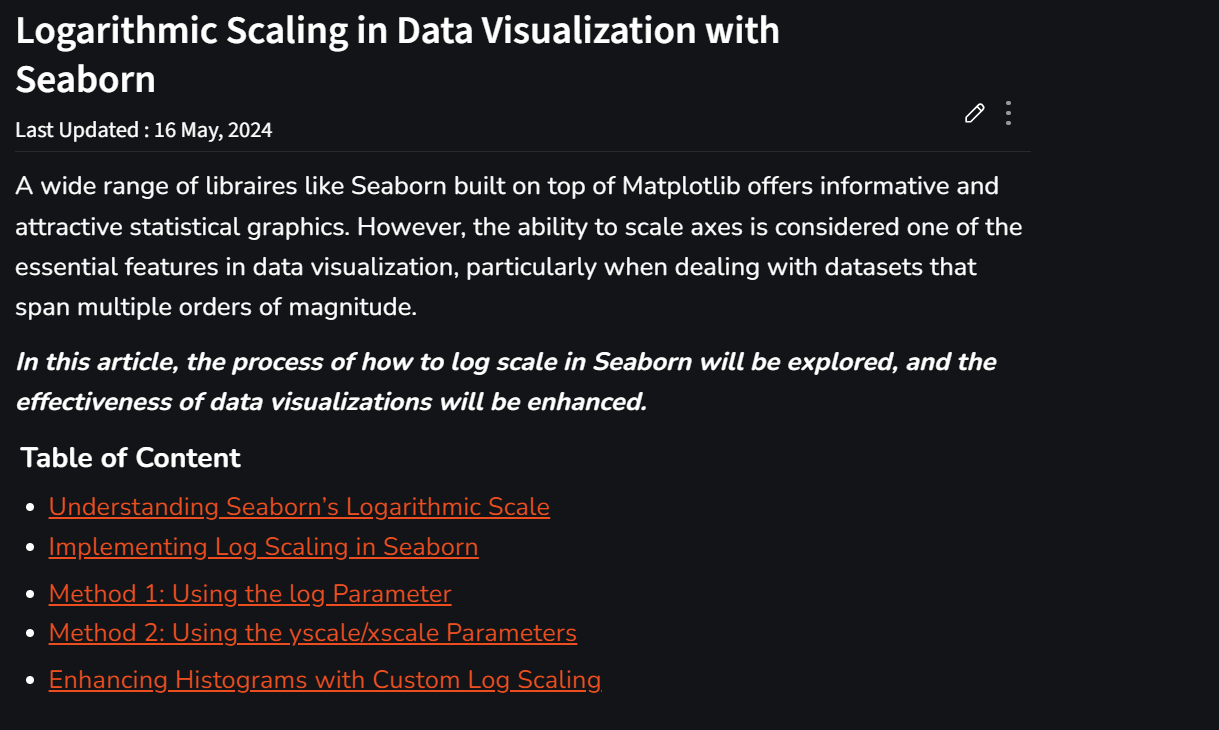 Logarithmic Scaling in Data Visualization with
Seaborn
Last Updated : 16 May, 2024
A wide range of libraires like Seaborn built on top of Matplotlib offers informative and
attractive statistical graphics. However, the ability to scale axes is considered one of the
essential features in data visualization, particularly when dealing with datasets that
span multiple orders of magnitude.
In this article, the process of how to log scale in Seaborn will be explored, and the
effectiveness of data visualizations will be enhanced.
Table of Content
Understanding Seaborn’s Logarithmic Scale
Implementing Log Scaling in Seaborn
Method 1: Using the log Parameter
Method 2: Using the yscale/xscale Parameters
Enhancing Histograms with Custom Log Scaling